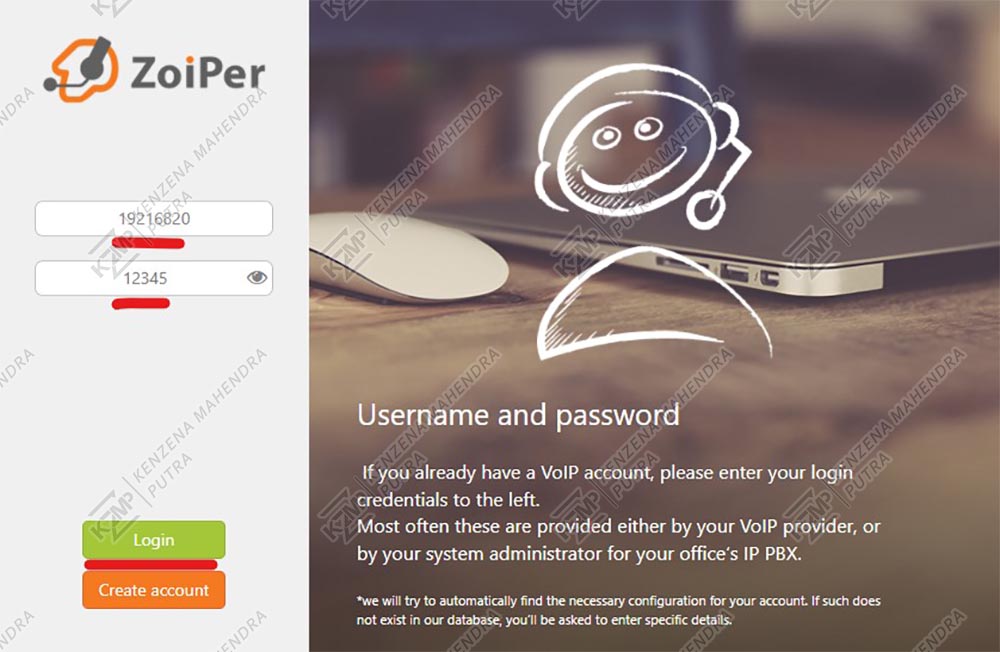 ZoiPer
19216820
12345
Login
Create account
Username and password
If you already have a VoIP account, please enter your login
credentials to the left.
Most often these are provided either by your VoIP provider, or
by your system administrator for your office's IP PBX.
*we will try to automatically find the necessary configuration for your account. If such does
not exist in our database, you'll be asked to enter specific details.
KMP
KENZENA MAHENDRA
PUTRA